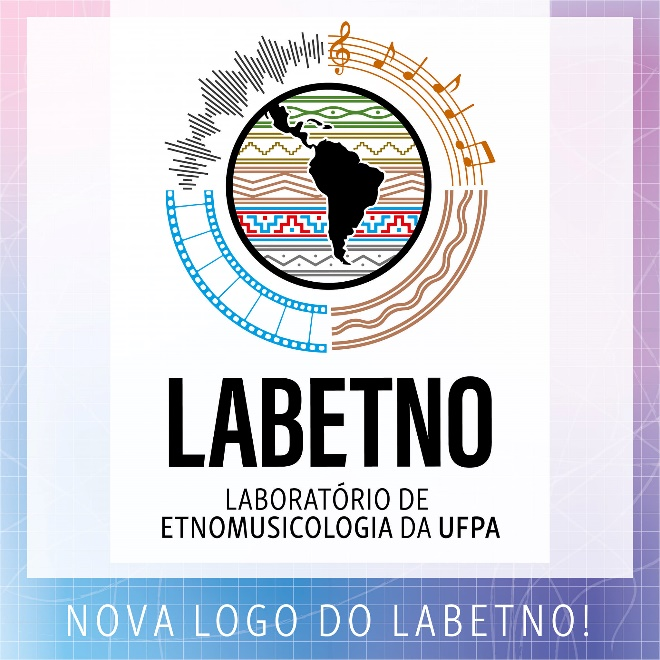 LABETNO
LABORATÓRIO DE
ETNOMUSICOLOGIA DA UFPA
NOVA LOGO DO LABETNO!